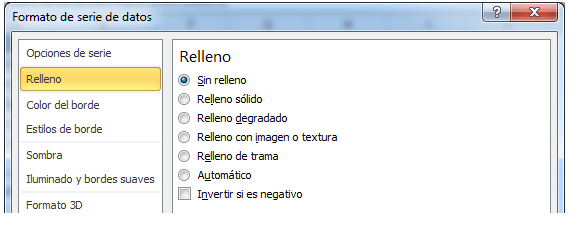 Formato de serie de datos
Opciones de serie
Relleno
Color del borde
Estilos de borde
Sombra
Iluminado y bordes suaves
Formato 3D
Relleno
Sin relleno
Relleno sólido
Relleno degradado
Relleno con imagen o textura
Relleno de trama
Automático
Invertir si es negativo